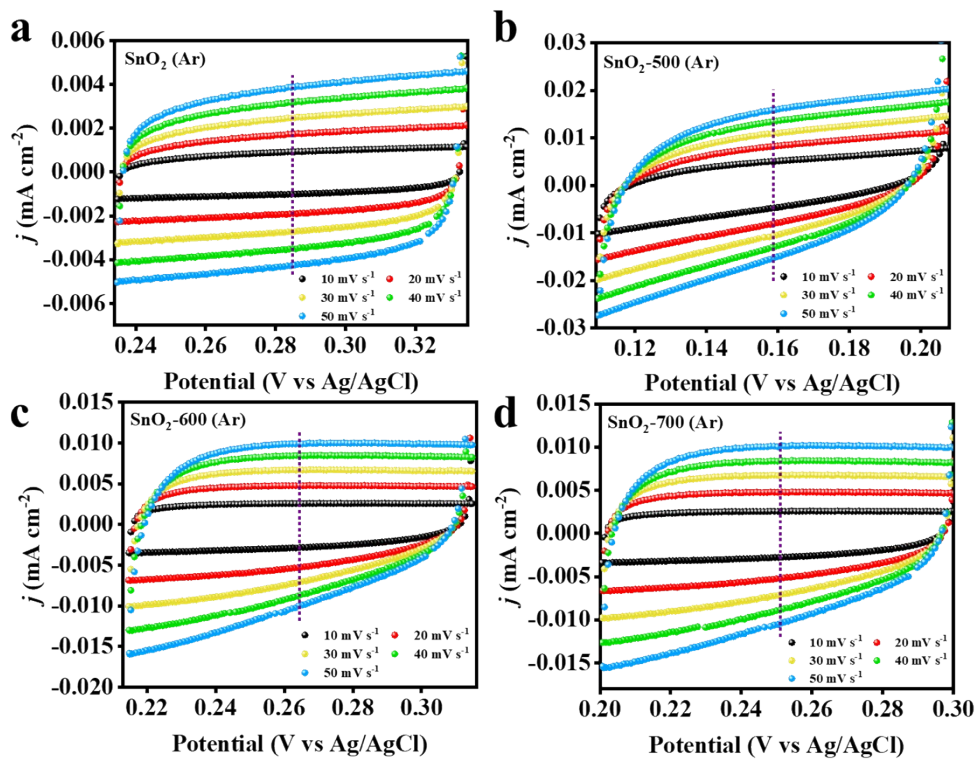 a
SnO₂ (Ar)
0.006
0.004
0.002
0.000
-0.002
-0.004
-0.006
j (mA cm⁻²)
10 mV s⁻¹ 20 mV s⁻¹
30 mV s⁻¹ 40 mV s⁻¹
50 mV s⁻¹
0.24 0.26 0.28 0.30 0.32
Potential (V vs Ag/AgCl)
b
SnO₂-500 (Ar)
0.03
0.02
0.01
0.00
-0.01
-0.02
-0.03
j (mA cm⁻²)
10 mV s⁻¹ 20 mV s⁻¹
30 mV s⁻¹ 40 mV s⁻¹
50 mV s⁻¹
0.12 0.14 0.16 0.18 0.20
Potential (V vs Ag/AgCl)
c
SnO₂-600 (Ar)
0.015
0.010
0.005
0.000
-0.005
-0.010
-0.015
-0.020
j (mA cm⁻²)
10 mV s⁻¹ 20 mV s⁻¹
30 mV s⁻¹ 40 mV s⁻¹
50 mV s⁻¹
0.22 0.24 0.26 0.28 0.30
Potential (V vs Ag/AgCl)
d
SnO₂-700 (Ar)
0.015
0.010
0.005
0.000
-0.005
-0.010
-0.015
j (mA cm⁻²)
10 mV s⁻¹ 20 mV s⁻¹
30 mV s⁻¹ 40 mV s⁻¹
50 mV s⁻¹
0.20 0.22 0.24 0.26 0.28 0.30
Potential (V vs Ag/AgCl)